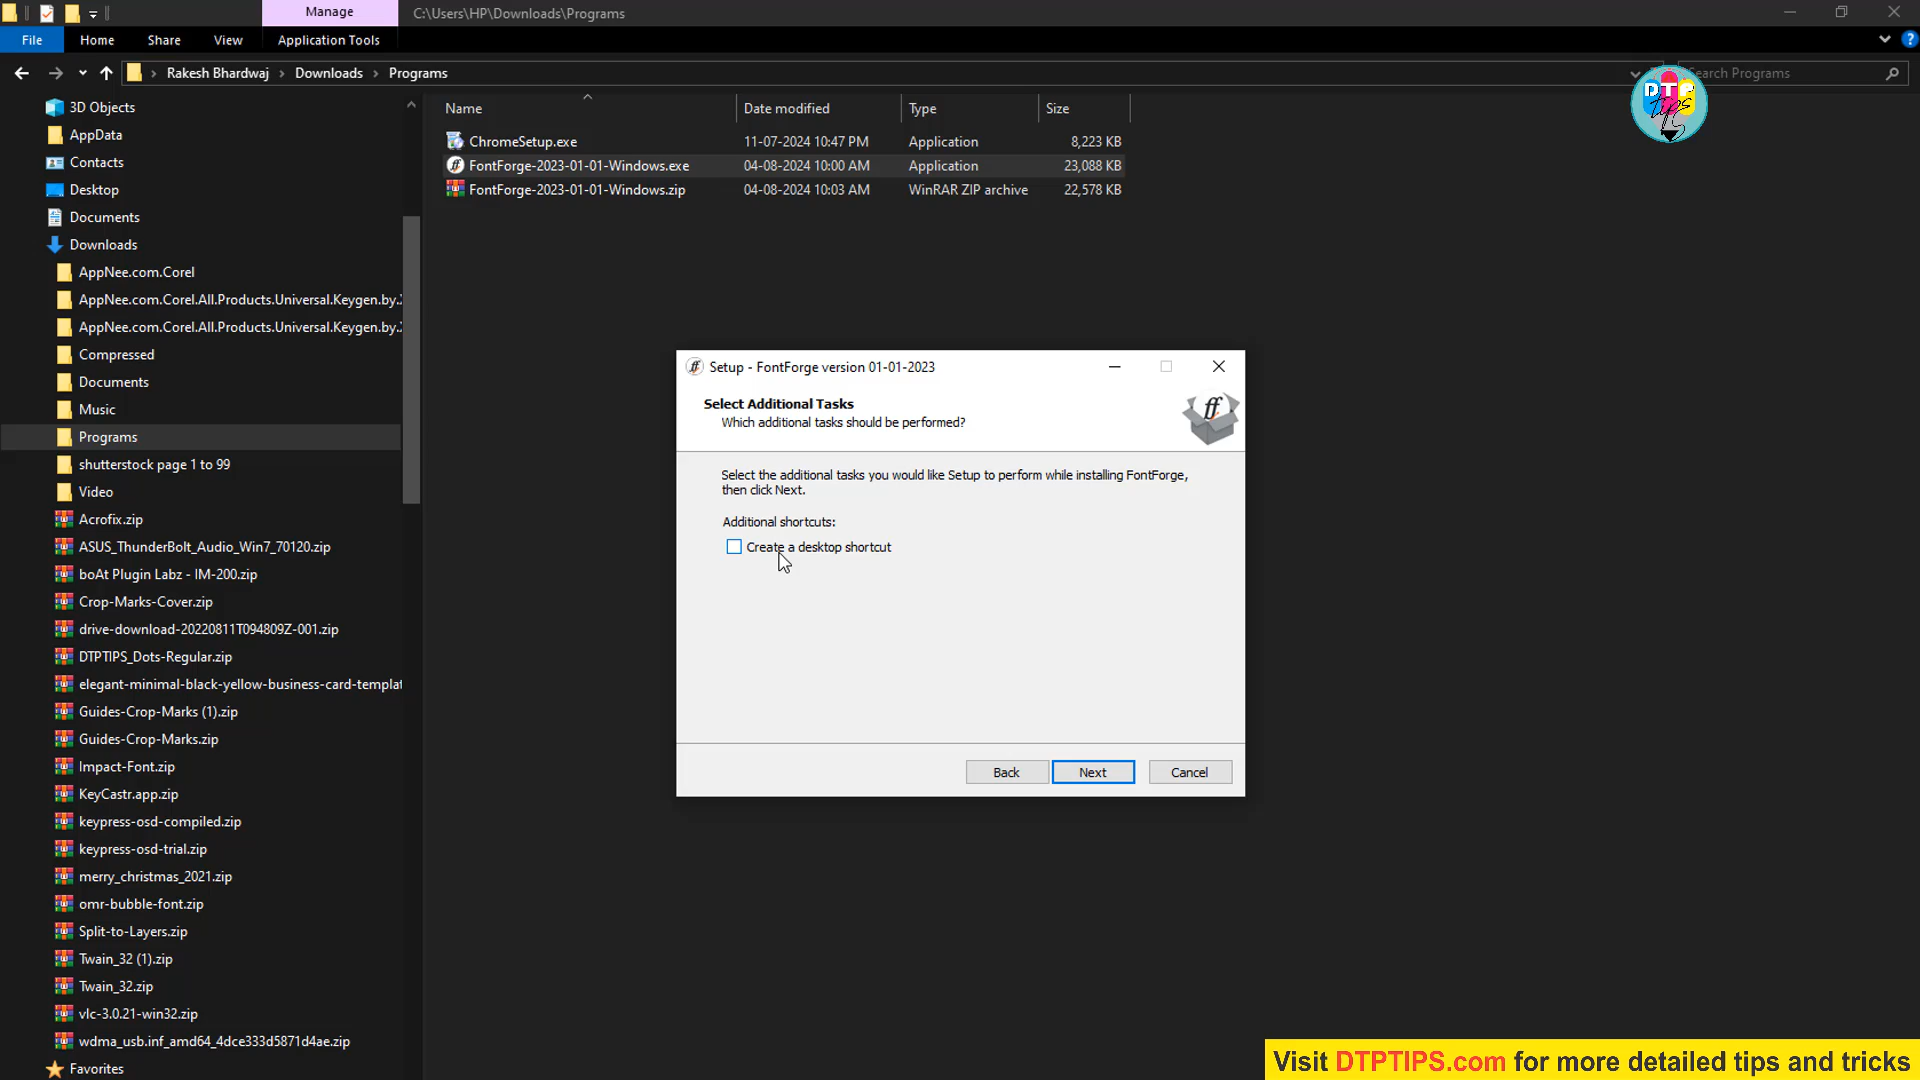 Manage
C:\Users\HP\Downloads\Programs
File
Home
Share
View
Application Tools
Rakesh Bhardwaj
Downloads
Programs
Search Programs
DTP
Tips
3D Objects
AppData
Contacts
Desktop
Documents
Downloads
AppNee.com.Corel
AppNee.com.Corel.All.Products.Universal.Keygen.by.
AppNee.com.Corel.All.Products.Universal.Keygen.by.
Compressed
Documents
Music
Programs
shutterstock page 1 to 99
Video
Acrofix.zip
ASUS_ThunderBolt_Audio_Win7_70120.zip
boAt Plugin Labz - IM-200.zip
Crop-Marks-Cover.zip
drive-download-20220811T094809Z-001.zip
DTPTIPS_Dots-Regular.zip
elegant-minimal-black-yellow-business-card-templat
Guides-Crop-Marks (1).zip
Guides-Crop-Marks.zip
Impact-Font.zip
KeyCastr.app.zip
keypress-osd-compiled.zip
keypress-osd-trial.zip
merry_christmas_2021.zip
omr-bubble-font.zip
Split-to-Layers.zip
Twain_32 (1).zip
Twain_32.zip
vlc-3.0.21-win32.zip
wdma_usb.inf_amd64_4dce333d5871d4ae.zip
Favorites
Name Date modified Type Size
ChromeSetup.exe 11-07-2024 10:47 PM Application 8,223 KB
FontForge-2023-01-01-Windows.exe 04-08-2024 10:00 AM Application 23,088 KB
FontForge-2023-01-01-Windows.zip 04-08-2024 10:03 AM WinRAR ZIP archive 22,578 KB
Setup - FontForge version 01-01-2023
Select Additional Tasks
Which additional tasks should be performed?
Select the additional tasks you would like Setup to perform while installing FontForge,
then click Next.
Additional shortcuts:
Create a desktop shortcut
Back
Next
Cancel
Visit DTPTIPS.com for more detailed tips and tricks